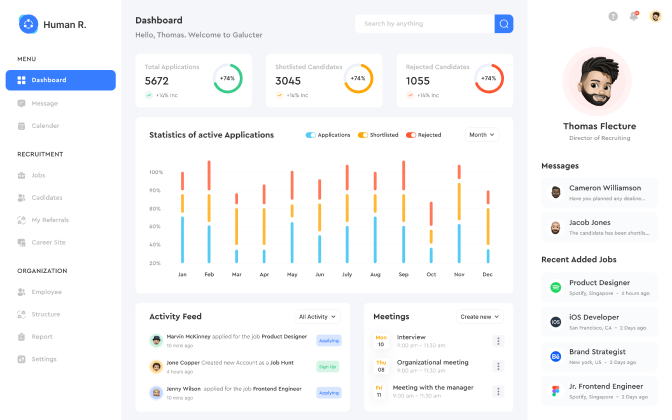 Human R.
MENU
Dashboard
Message
Calender
RECRUITMENT
Jobs
Cadidates
My Referrals
Career Site
ORGANIZATION
Employee
Structure
Report
Settings
Dashboard
Hello, Thomas. Welcome to Galucter
Search by anything
Total Applications
5672
+14% Inc
+74%
Shotlisted Candidates
3045
+14% Inc
+74%
Rejected Candidates
1055
+14% Inc
+74%
Statistics of active Applications
Applications
Shortlisted
Rejected
Month
100%
90%
80%
60%
40%
20%
Jan Feb Mar Apr May Jun July Aug Sep Oct Nov Dec
Activity Feed
All Activity
Marvin McKinney applied for the job Product Designer
10 mins ago
Applying
Jone Copper Created new Account as a Job Hunt
4 hours ago
Sign Up
Jenny Wilson applied for the job Frontend Engineer
10 mins ago
Applying
Meetings
Create new
Mon
10
Interview
9:00 am - 11:30 am
Thu
08
Organizational meeting
9:00 am - 11:30 am
Fri
11
Meeting with the manager
9:00 am - 11:30 am
Thomas Flecture
Director of Recruiting
Messages
Cameron Williamson
Have you planned any deadline...
Jacob Jones
The candidate has been shortlis...
Recent Added Jobs
Product Designer
Spotify, Singapore - 3 hours ago
iOS
iOS Developer
San Francisco, CA - 2 Days ago
Bē
Brand Strategist
New york, US - 2 Days ago
Jr. Frontend Engineer
Spotify, Singapore - 2 Days ago